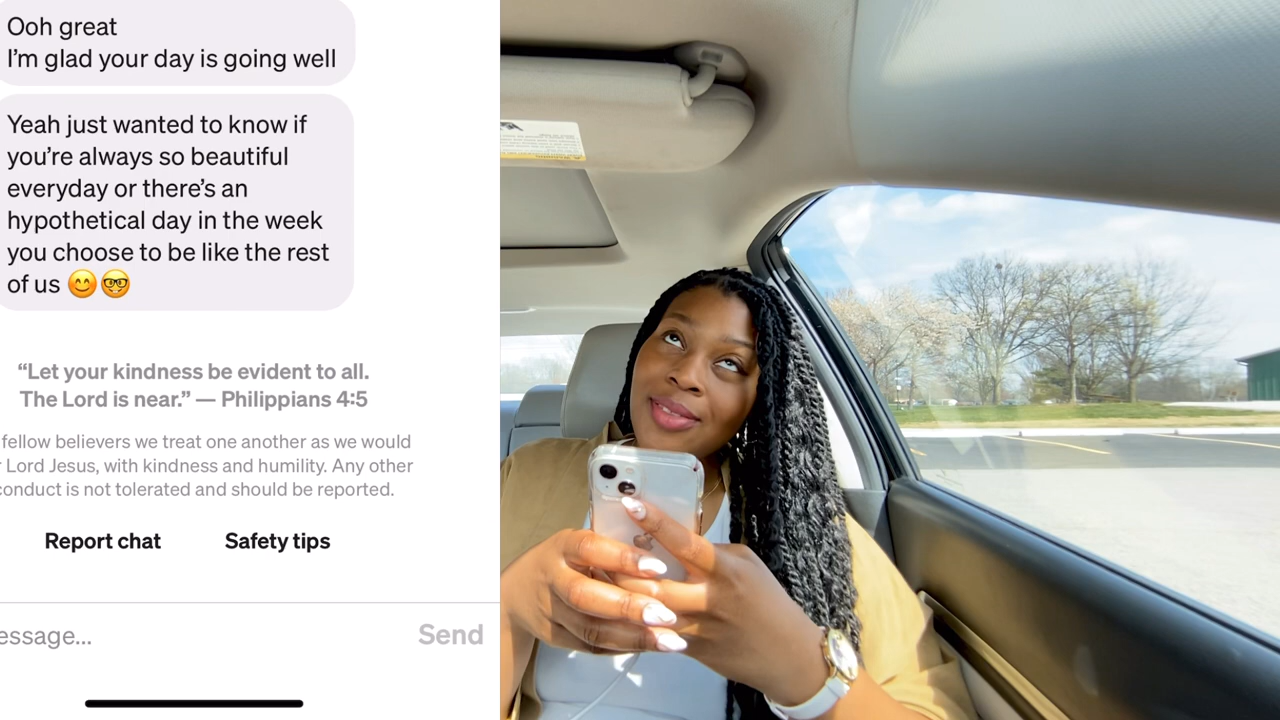 Ooh great
I'm glad your day is going well
Yeah just wanted to know if
you're always so beautiful
everyday or there's an
hypothetical day in the week
you choose to be like the rest
of us 😊🤓
“Let your kindness be evident to all.
The Lord is near.” — Philippians 4:5
fellow believers we treat one another as we would
Lord Jesus, with kindness and humility. Any other
conduct is not tolerated and should be reported.
Report chat Safety tips
essage... Send